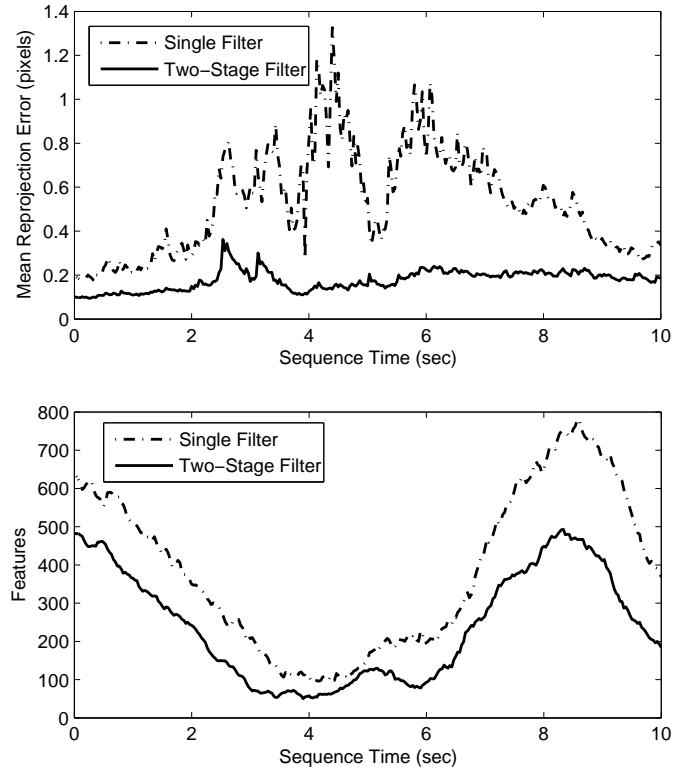 1.4
1.2
1
0.8
0.6
0.4
0.2
0
Mean Reprojection Error (pixels)
Single Filter
Two−Stage Filter
0 2 4 6 8 10
Sequence Time (sec)
800
700
600
500
400
300
200
100
0
Features
Single Filter
Two−Stage Filter
0 2 4 6 8 10
Sequence Time (sec)